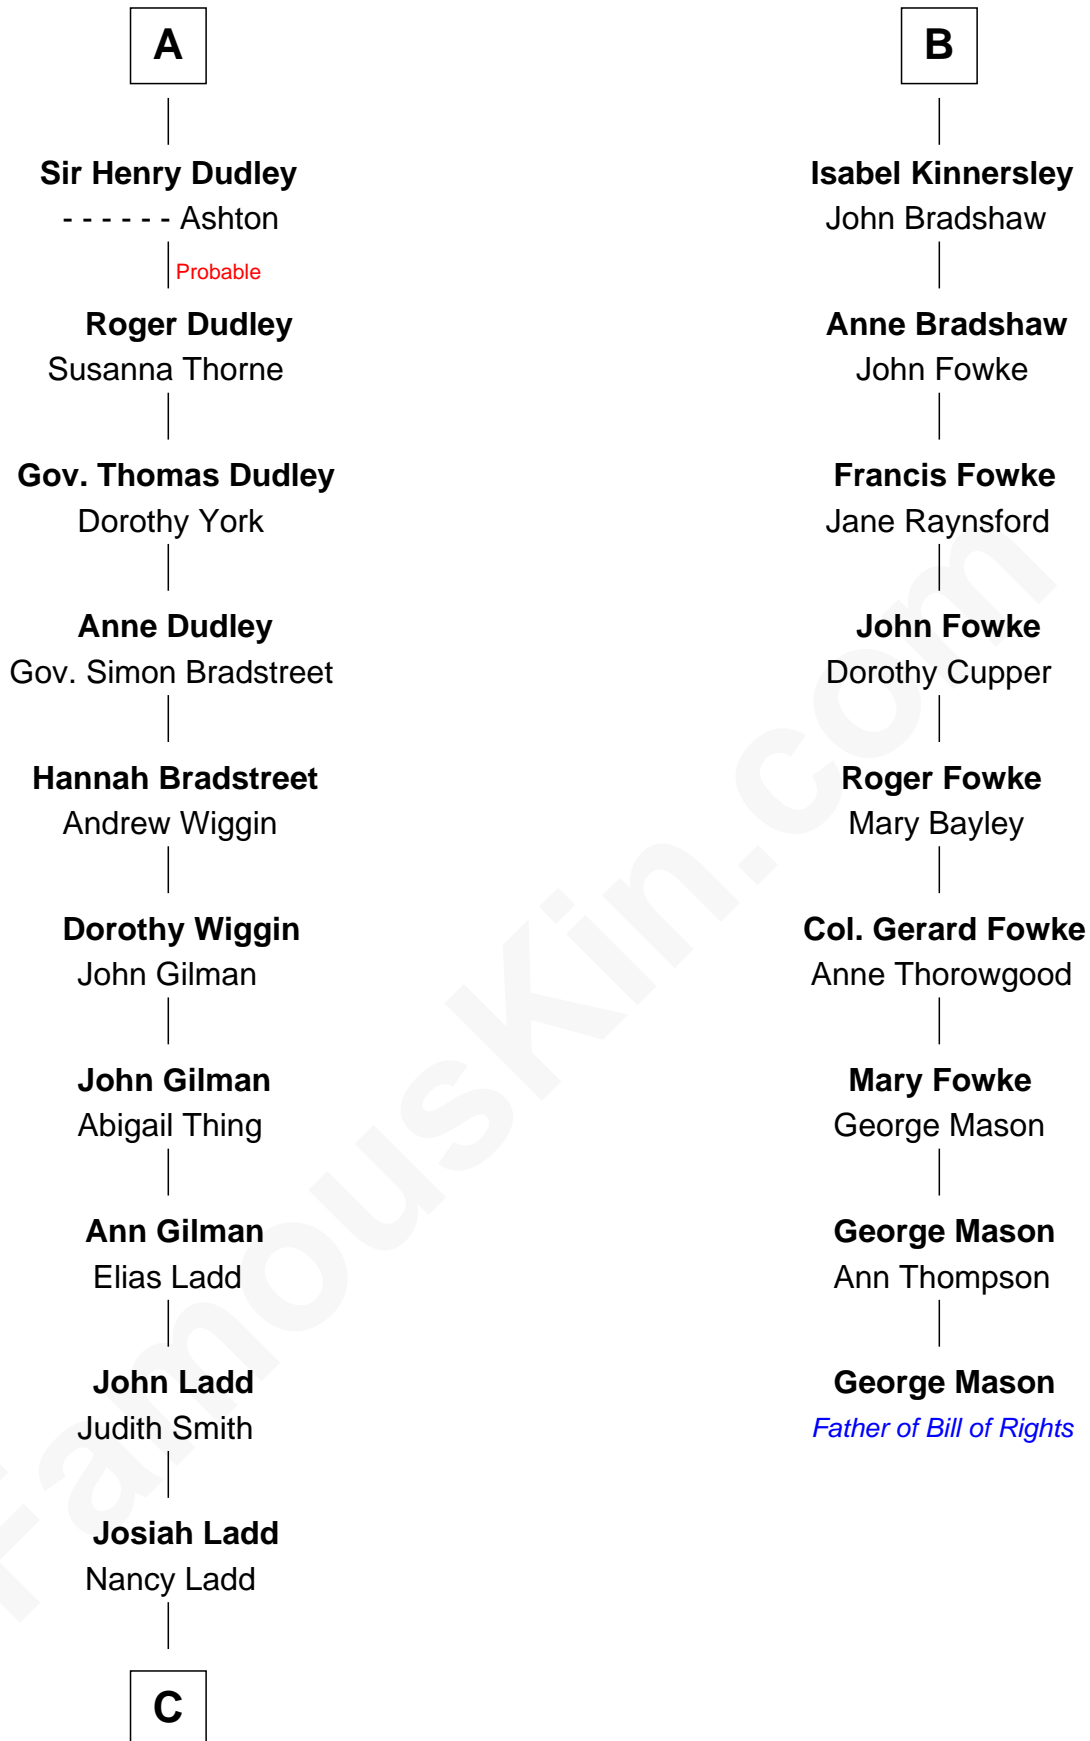 A
Sir Henry Dudley
- - - - - - Ashton
Probable
Roger Dudley
Susanna Thorne
Gov. Thomas Dudley
Dorothy York
Anne Dudley
Gov. Simon Bradstreet
Hannah Bradstreet
Andrew Wiggin
Dorothy Wiggin
John Gilman
John Gilman
Abigail Thing
Ann Gilman
Elias Ladd
John Ladd
Judith Smith
Josiah Ladd
Nancy Ladd
C
B
Isabel Kinnersley
John Bradshaw
Anne Bradshaw
John Fowke
Francis Fowke
Jane Raynsford
John Fowke
Dorothy Cupper
Roger Fowke
Mary Bayley
Col. Gerard Fowke
Anne Thorowgood
Mary Fowke
George Mason
George Mason
Ann Thompson
George Mason
Father of Bill of Rights
FamousKin.com